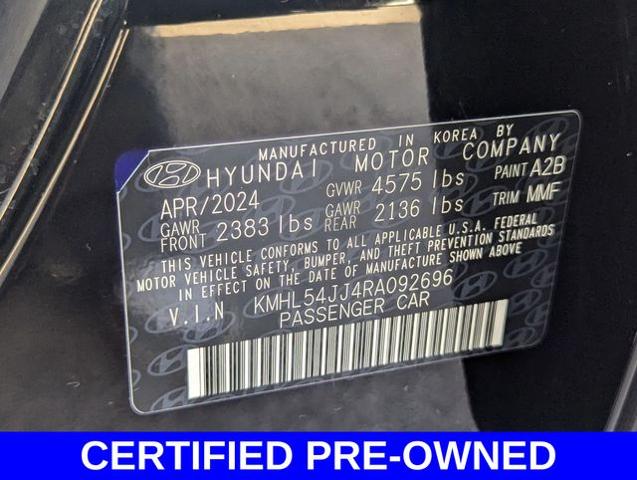 MANUFACTURED IN KOREA BY
HYUNDAI MOTOR COMPANY
APR/2024 GVWR 4575 lbs PAINT A2B
GAWR FRONT 2383 lbs GAWR REAR 2136 lbs TRIM MMF
THIS VEHICLE CONFORMS TO ALL APPLICABLE U.S.A. FEDERAL
MOTOR VEHICLE SAFETY, BUMPER, AND THEFT PREVENTION STANDARDS
IN EFFECT ON THE DATE OF MANUFACTURE SHOWN ABOVE
V.I.N KMHL54JJ4RA092696
PASSENGER CAR
CERTIFIED PRE-OWNED